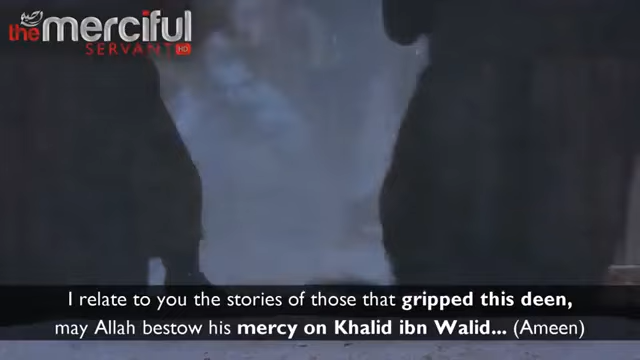 the merciful
SERVANT HD
I relate to you the stories of those that gripped this deen,
may Allah bestow his mercy on Khalid ibn Walid... (Ameen)